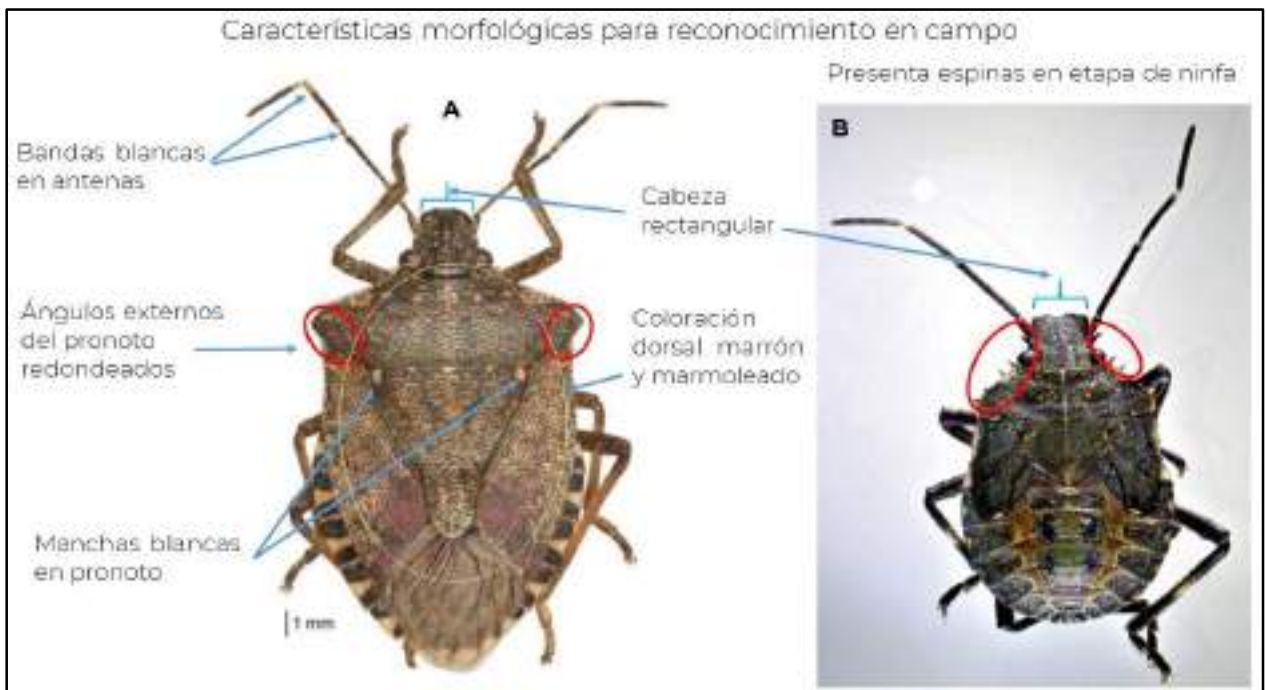 Características morfológicas para reconocimiento en campo
Presenta espinas en etapa de ninfa
A
B
Bandas blancas
en antenas
Cabeza
rectangular
Ángulos externos
del pronoto
redondeados
Coloración
dorsal marrón
y marmoleado
Manchas blancas
en pronoto
1 mm